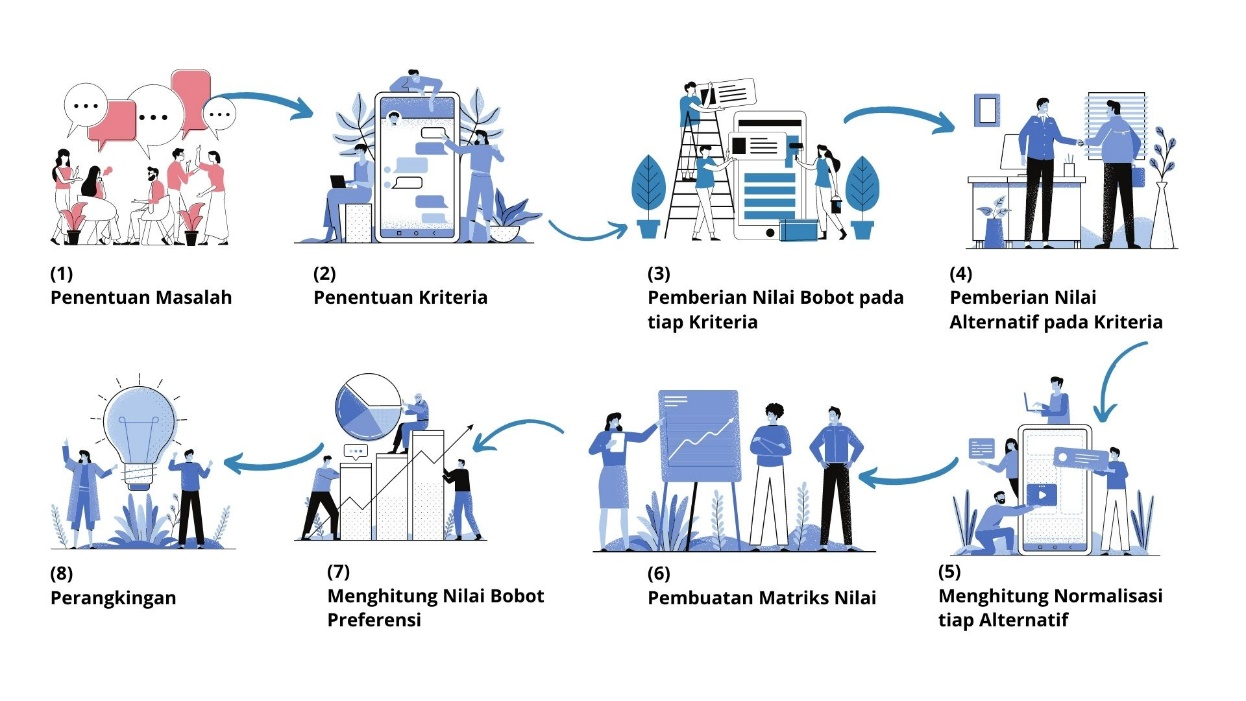 (1)
Penentuan Masalah
(2)
Penentuan Kriteria
(3)
Pemberian Nilai Bobot pada
tiap Kriteria
(4)
Pemberian Nilai
Alternatif pada Kriteria
(5)
Menghitung Normalisasi
tiap Alternatif
(6)
Pembuatan Matriks Nilai
(7)
Menghitung Nilai Bobot
Preferensi
(8)
Perangkingan